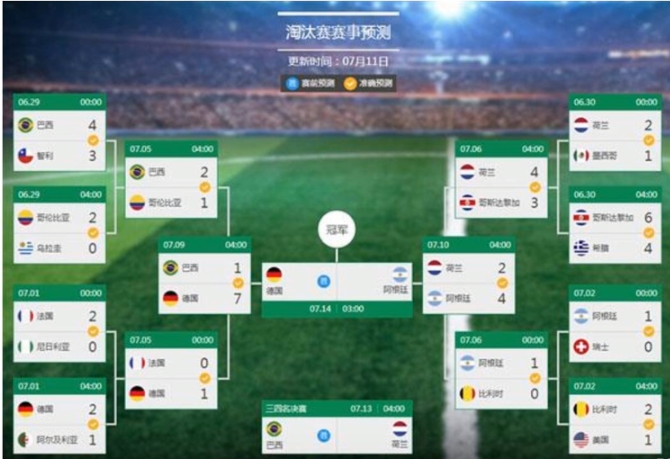 淘汰赛赛事预测
更新时间：07月11日
赛前预测 准确预测
06.29 00:00
巴西 4
智利 3
06.29 04:00
哥伦比亚 2
乌拉圭 0
07.01 00:00
法国 2
尼日利亚 0
07.01 04:00
德国 2
阿尔及利亚 1
07.05 04:00
巴西 2
哥伦比亚 1
07.05 00:00
法国 0
德国 1
07.09 04:00
巴西 1
德国 7
冠军
德国 阿根廷
07.14 03:00
三四名决赛 07.13 04:00
巴西 荷兰
07.10 04:00
荷兰 2
阿根廷 4
07.06 04:00
荷兰 4
哥斯达黎加 3
07.06 00:00
阿根廷 1
比利时 0
06.30 00:00
荷兰 2
墨西哥 1
06.30 04:00
哥斯达黎加 6
希腊 4
07.02 00:00
阿根廷 1
瑞士 0
07.02 04:00
比利时 2
美国 1